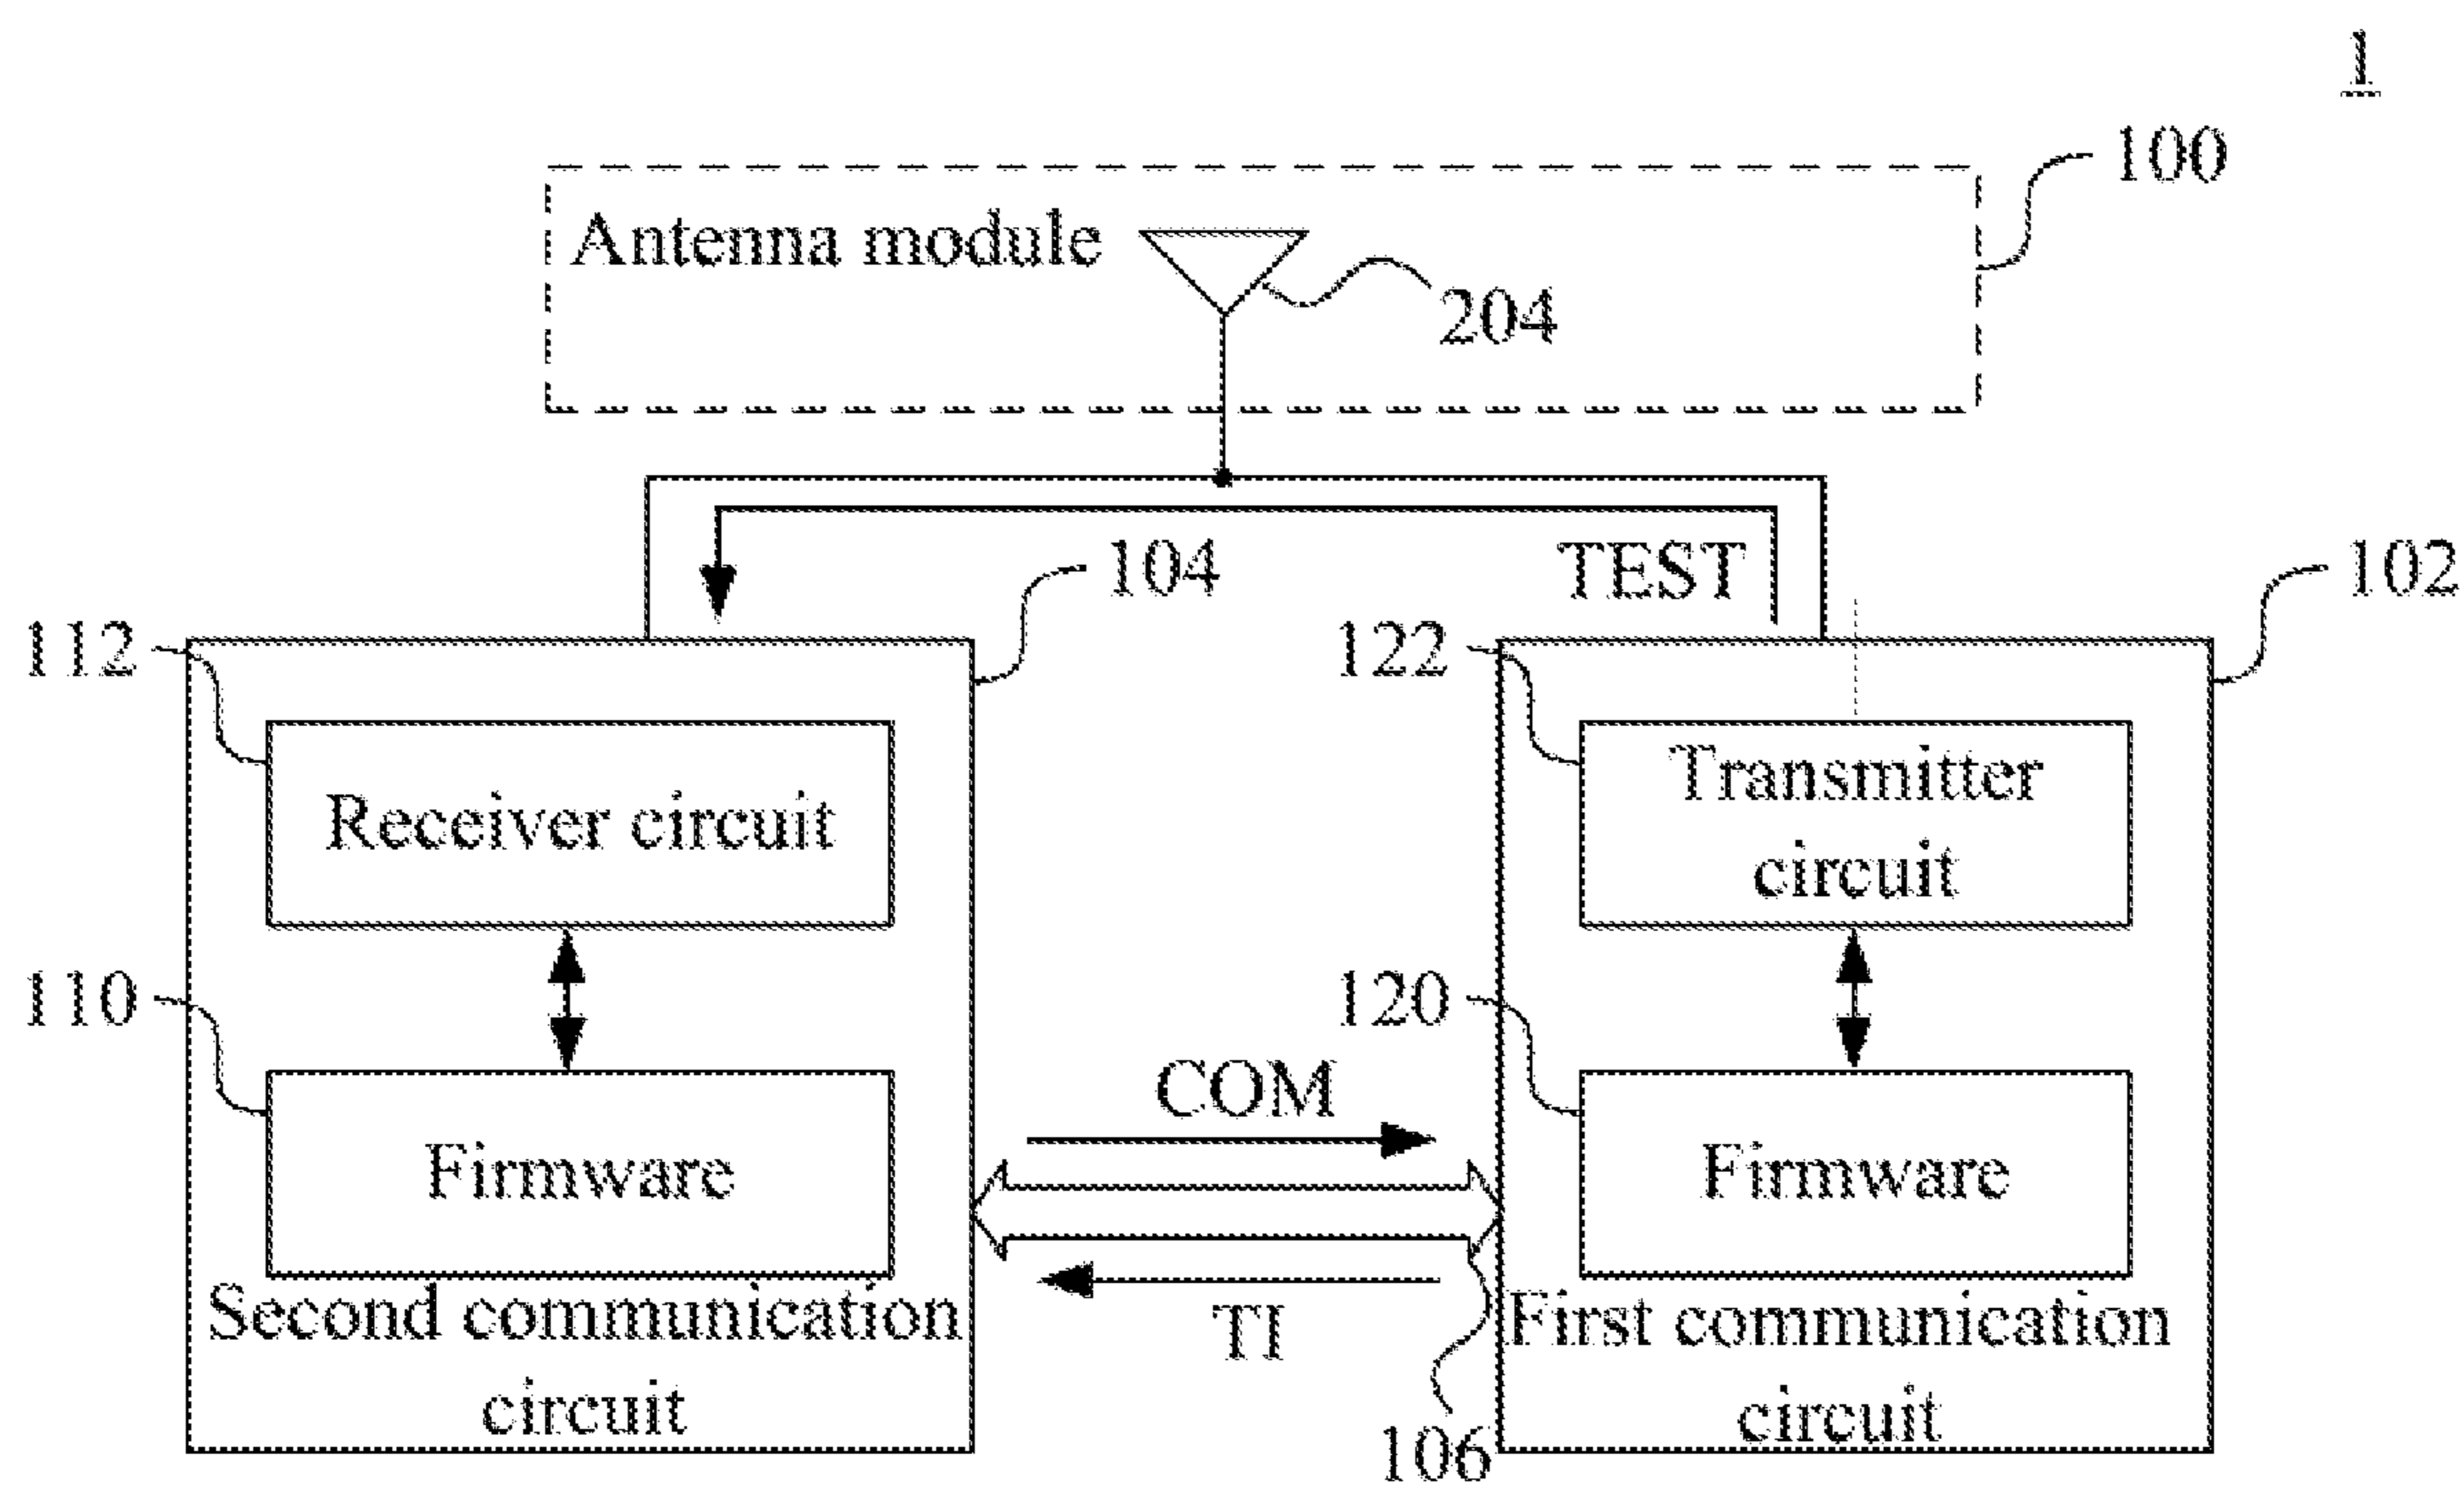 1
100
Antenna module
204
104
TEST
102
112
122
Receiver circuit
Transmitter
circuit
110
120
COM
Firmware
Firmware
TI
Second communication
circuit
First communication
circuit
106